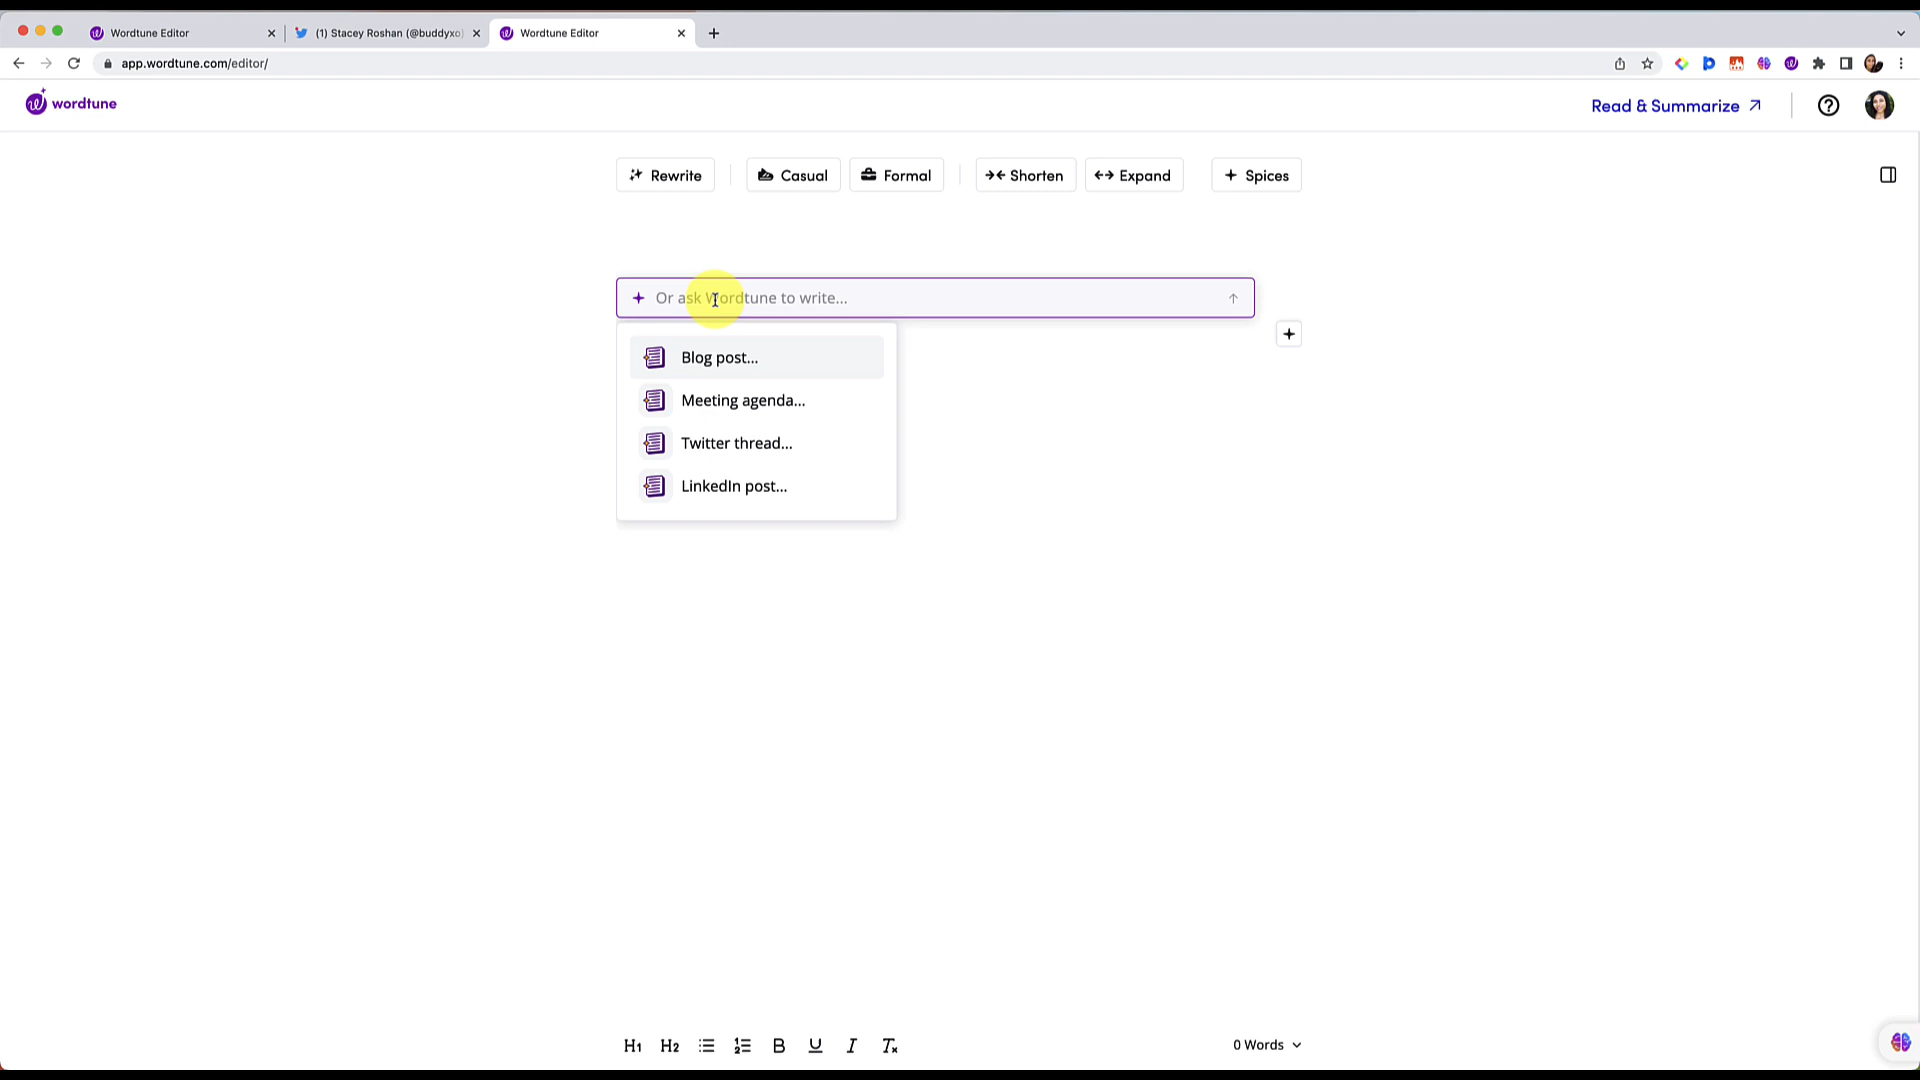 Wordtune Editor
(1) Stacey Roshan (@buddyxo)
Wordtune Editor
app.wordtune.com/editor/
wordtune
Read & Summarize
Rewrite
Casual
Formal
Shorten
Expand
Spices
Or ask Wordtune to write...
Blog post...
Meeting agenda...
Twitter thread...
LinkedIn post...
H1 H2 B U I Tx
0 Words